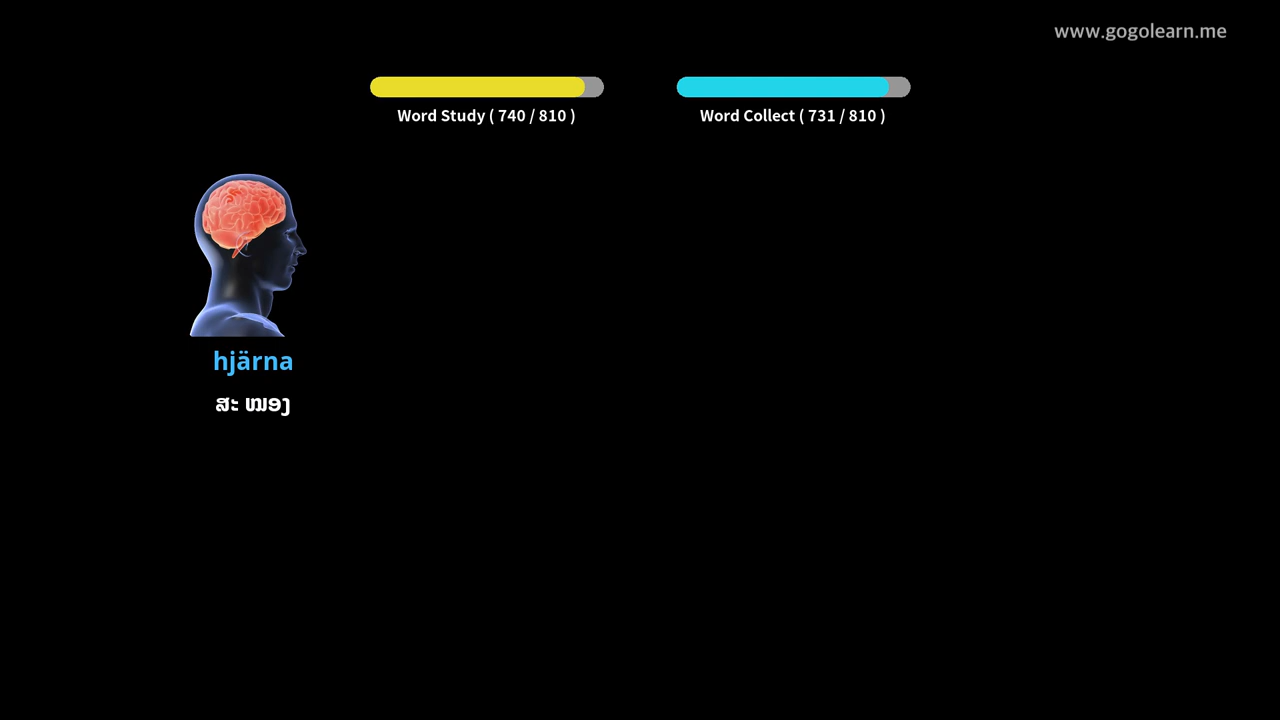 www.gogolearn.me
Word Study ( 740 / 810 )
Word Collect ( 731 / 810 )
hjärna
ສະ ໝອງ